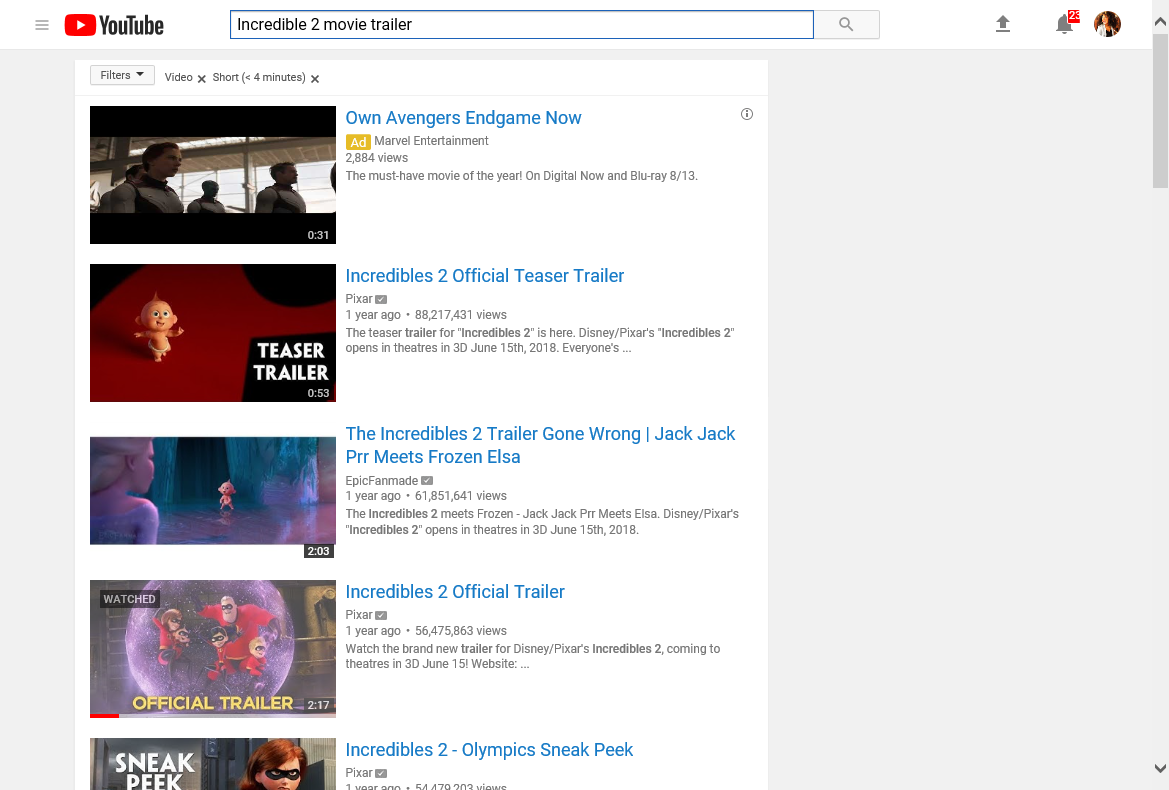 YouTube
Incredible 2 movie trailer
23
Filters
Video
Short (< 4 minutes)
Own Avengers Endgame Now
Ad Marvel Entertainment
2,884 views
The must-have movie of the year! On Digital Now and Blu-ray 8/13.
0:31
Incredibles 2 Official Teaser Trailer
Pixar
1 year ago • 88,217,431 views
The teaser trailer for "Incredibles 2" is here. Disney/Pixar's "Incredibles 2"
opens in theatres in 3D June 15th, 2018. Everyone's ...
TEASER
TRAILER
0:53
The Incredibles 2 Trailer Gone Wrong | Jack Jack
Prr Meets Frozen Elsa
EpicFanmade
1 year ago • 61,851,641 views
The Incredibles 2 meets Frozen - Jack Jack Prr Meets Elsa. Disney/Pixar's
"Incredibles 2" opens in theatres in 3D June 15th, 2018.
2:03
WATCHED
Incredibles 2 Official Trailer
Pixar
1 year ago • 56,475,863 views
Watch the brand new trailer for Disney/Pixar's Incredibles 2, coming to
theatres in 3D June 15! Website: ...
OFFICIAL TRAILER
2:17
SNEAK
PEEK
Incredibles 2 - Olympics Sneak Peek
Pixar
1 year ago • 54,479,203 views